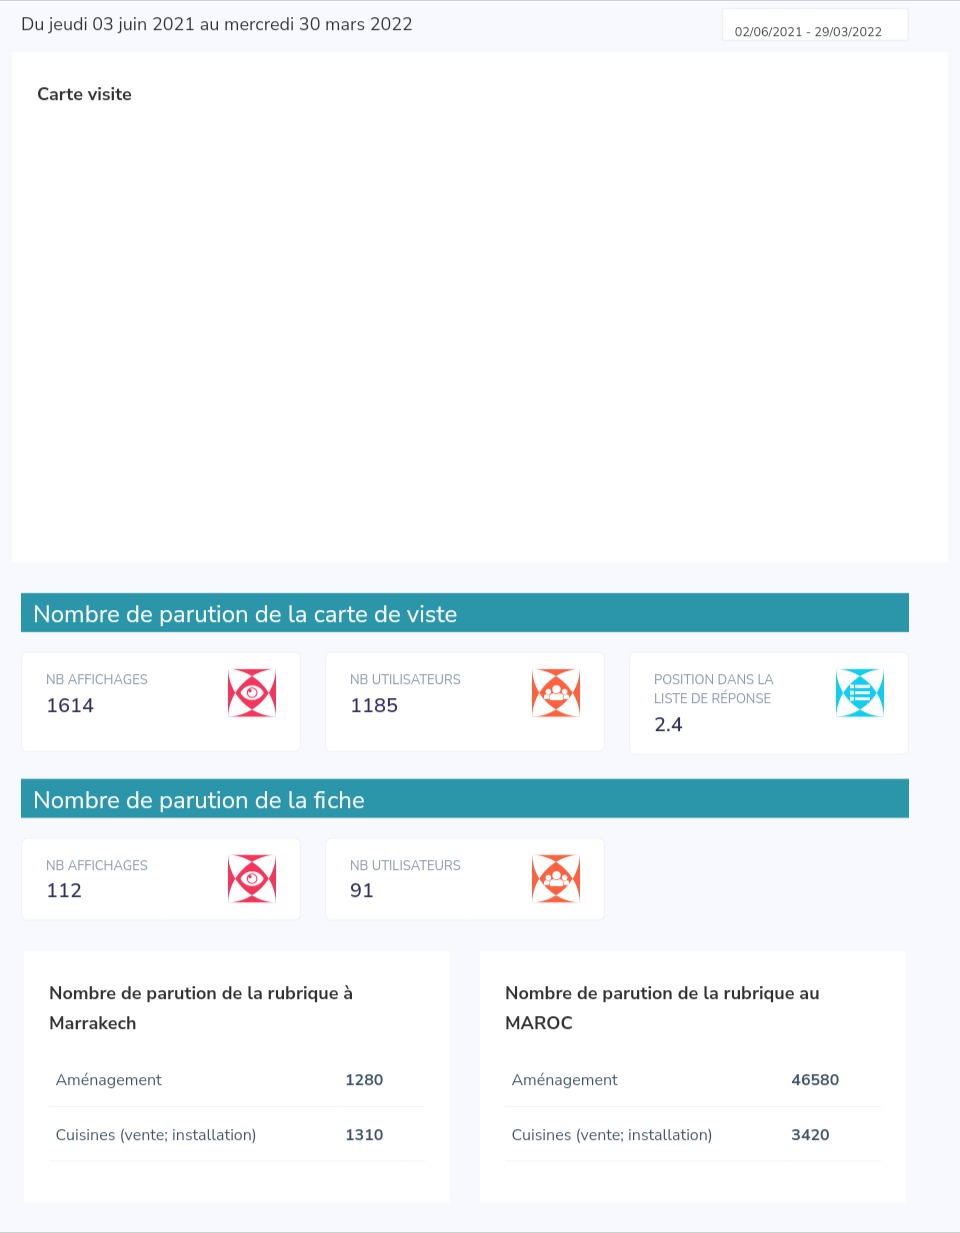 Du jeudi 03 juin 2021 au mercredi 30 mars 2022
02/06/2021 - 29/03/2022
Carte visite
Nombre de parution de la carte de viste
NB AFFICHAGES
1614
NB UTILISATEURS
1185
POSITION DANS LA
LISTE DE RÉPONSE
2.4
Nombre de parution de la fiche
NB AFFICHAGES
112
NB UTILISATEURS
91
Nombre de parution de la rubrique à
Marrakech
Aménagement 1280
Cuisines (vente; installation) 1310
Nombre de parution de la rubrique au
MAROC
Aménagement 46580
Cuisines (vente; installation) 3420